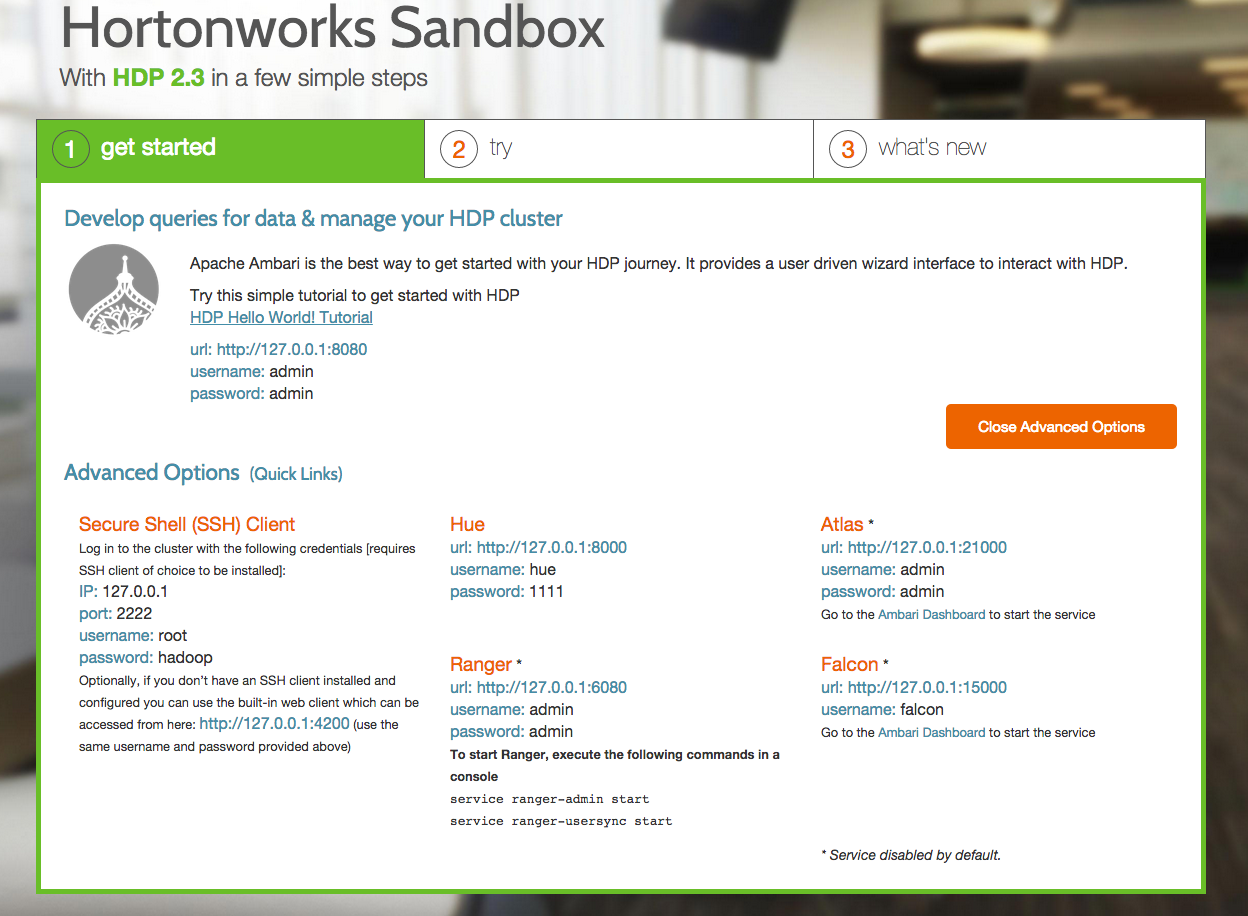 Hortonworks Sandbox
With HDP 2.3 in a few simple steps
1 get started
2 try
3 what's new
Develop queries for data & manage your HDP cluster
Apache Ambari is the best way to get started with your HDP journey. It provides a user driven wizard interface to interact with HDP.
Try this simple tutorial to get started with HDP
HDP Hello World! Tutorial
url: http://127.0.0.1:8080
username: admin
password: admin
Close Advanced Options
Advanced Options (Quick Links)
Secure Shell (SSH) Client
Log in to the cluster with the following credentials [requires
SSH client of choice to be installed]:
IP: 127.0.0.1
port: 2222
username: root
password: hadoop
Optionally, if you don't have an SSH client installed and
configured you can use the built-in web client which can be
accessed from here: http://127.0.0.1:4200 (use the
same username and password provided above)
Hue
url: http://127.0.0.1:8000
username: hue
password: 1111
Ranger *
url: http://127.0.0.1:6080
username: admin
password: admin
To start Ranger, execute the following commands in a
console
service ranger-admin start
service ranger-usersync start
Atlas *
url: http://127.0.0.1:21000
username: admin
password: admin
Go to the Ambari Dashboard to start the service
Falcon *
url: http://127.0.0.1:15000
username: falcon
Go to the Ambari Dashboard to start the service
* Service disabled by default.